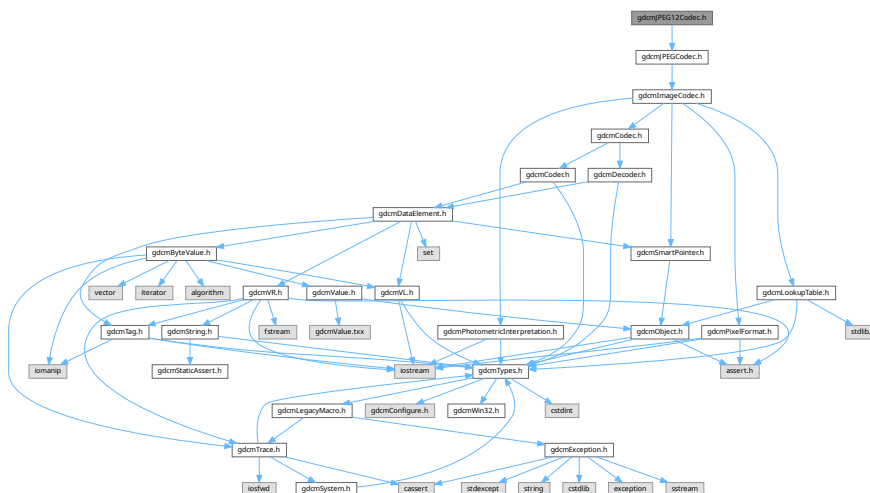 gdcmJPEG12Codec.h
gdcmJPEGCodec.h
gdcmImageCodec.h
gdcmCodec.h
gdcmCoder.h
gdcmDecoder.h
gdcmDataElement.h
gdcmByteValue.h
set
gdcmSmartPointer.h
vector
iterator
algorithm
gdcmVR.h
gdcmValue.h
gdcmVL.h
gdcmLookupTable.h
gdcmTag.h
gdcmString.h
fstream
gdcmValue.txx
gdcmPhotometricInterpretation.h
gdcmObject.h
gdcmPixelFormat.h
stdlib
iomanip
gdcmStaticAssert.h
iostream
gdcmTypes.h
assert.h
gdcmLegacyMacro.h
gdcmConfigure.h
gdcmWin32.h
cstdint
gdcmTrace.h
gdcmException.h
iosfwd
gdcmSystem.h
cassert
stdexcept
string
cstdlib
exception
sstream